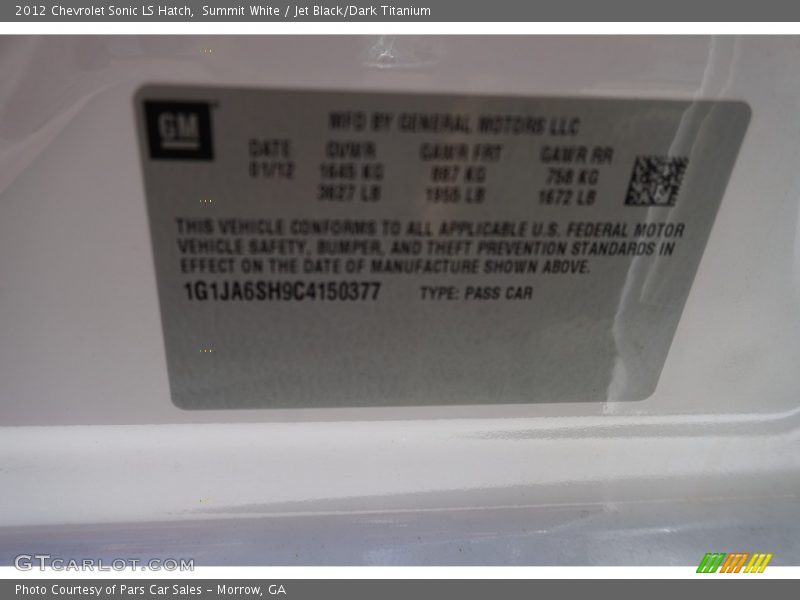 2012 Chevrolet Sonic LS Hatch,  Summit White / Jet Black/Dark Titanium
GM
MFD BY GENERAL MOTORS LLC
DATE GVWR GAWR FRT GAWR RR
01/12 1645 KG 887 KG 758 KG
3627 LB 1955 LB 1672 LB
THIS VEHICLE CONFORMS TO ALL APPLICABLE U.S. FEDERAL MOTOR
VEHICLE SAFETY, BUMPER, AND THEFT PREVENTION STANDARDS IN
EFFECT ON THE DATE OF MANUFACTURE SHOWN ABOVE.
1G1JA6SH9C4150377 TYPE: PASS CAR
GTCARLOT.COM
Photo Courtesy of Pars Car Sales - Morrow, GA